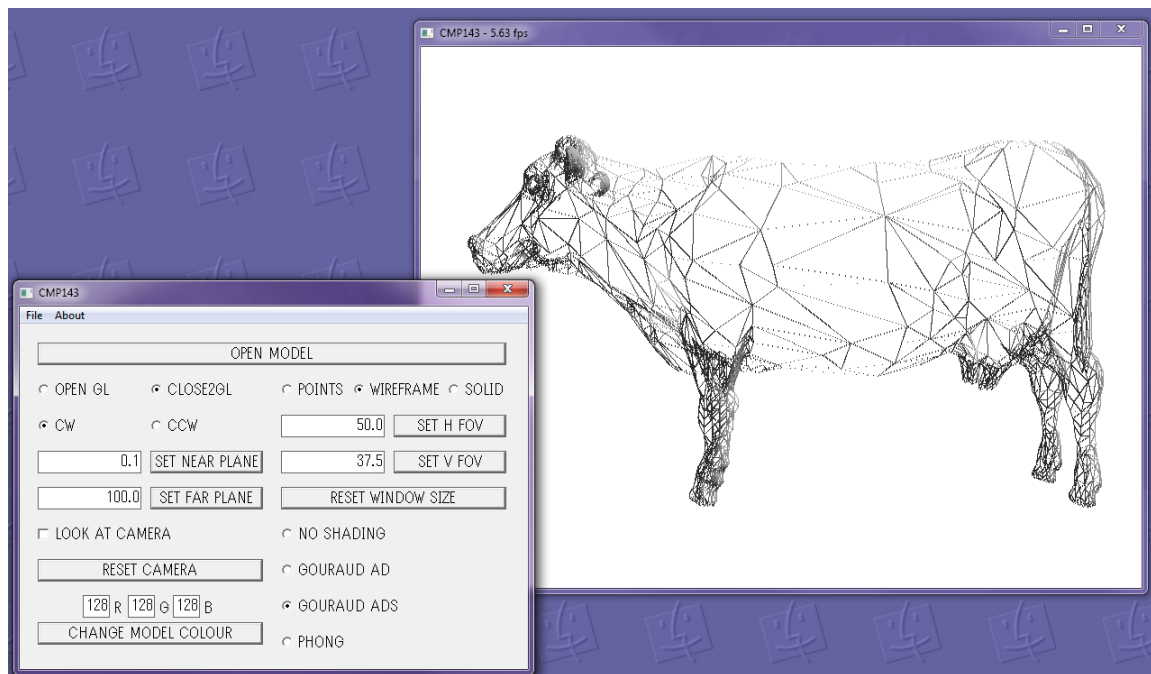 CMP143 - 5.63 fps
CMP143
File About
OPEN MODEL
OPEN GL CLOSE2GL POINTS WIREFRAME SOLID
CW CCW 50.0 SET H FOV
0.1 SET NEAR PLANE 37.5 SET V FOV
100.0 SET FAR PLANE RESET WINDOW SIZE
LOOK AT CAMERA NO SHADING
RESET CAMERA GOURAUD AD
128 R 128 G 128 B GOURAUD ADS
CHANGE MODEL COLOUR PHONG